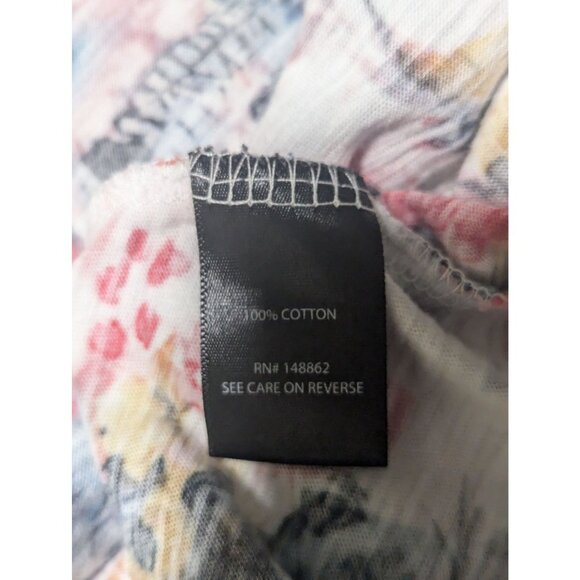 100% COTTON
RN# 148862
SEE CARE ON REVERSE